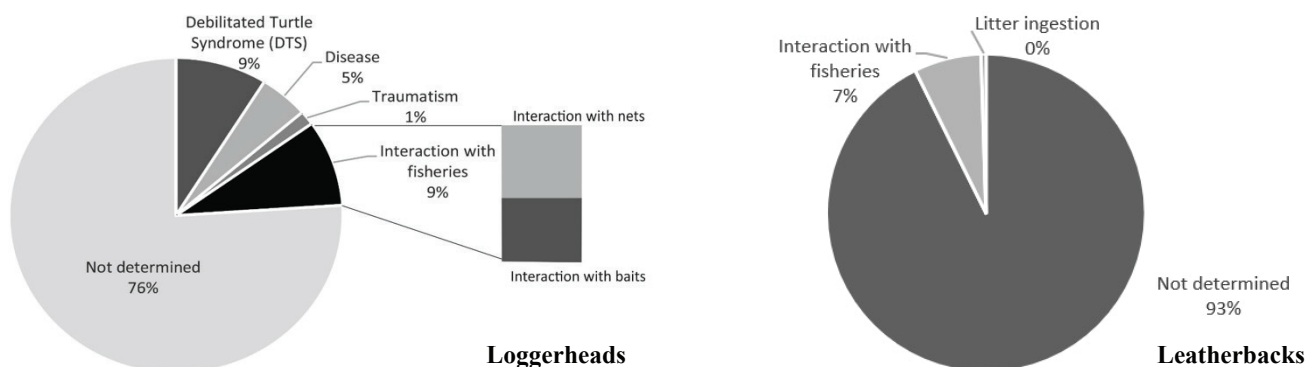 Debilitated Turtle
Syndrome (DTS)
9%
Disease
5%
Traumatism
1%
Interaction with
fisheries
9%
Interaction with nets
Interaction with baits
Not determined
76%
Loggerheads
Litter ingestion
0%
Interaction with
fisheries
7%
Not determined
93%
Leatherbacks